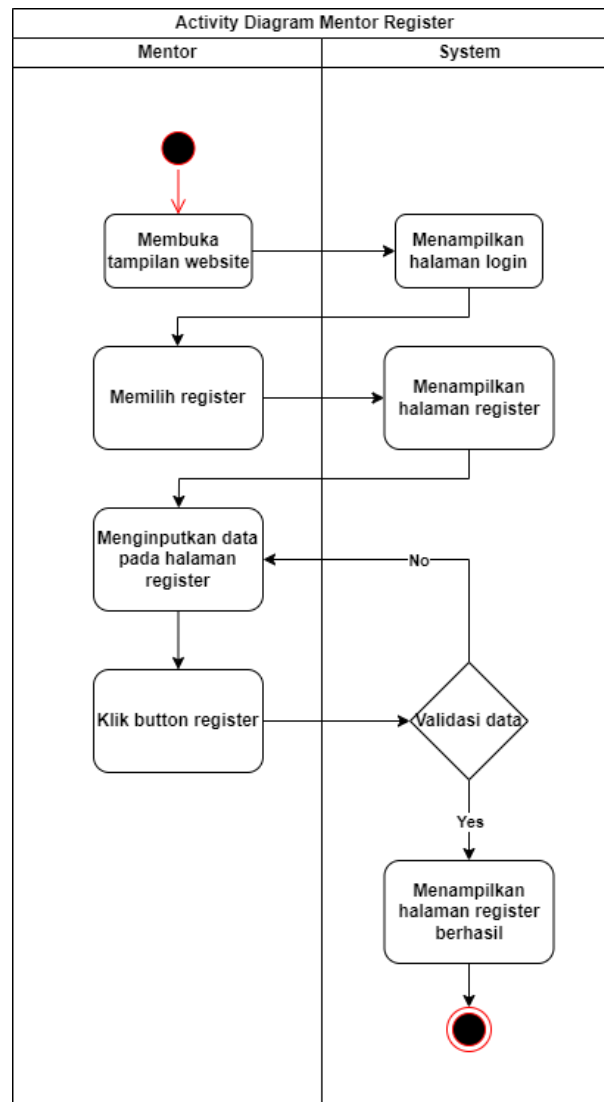 Activity Diagram Mentor Register
Mentor
System
Membuka
tampilan website
Menampilkan
halaman login
Memilih register
Menampilkan
halaman register
Menginputkan data
pada halaman
register
No
Klik button register
Validasi data
Yes
Menampilkan
halaman register
berhasil